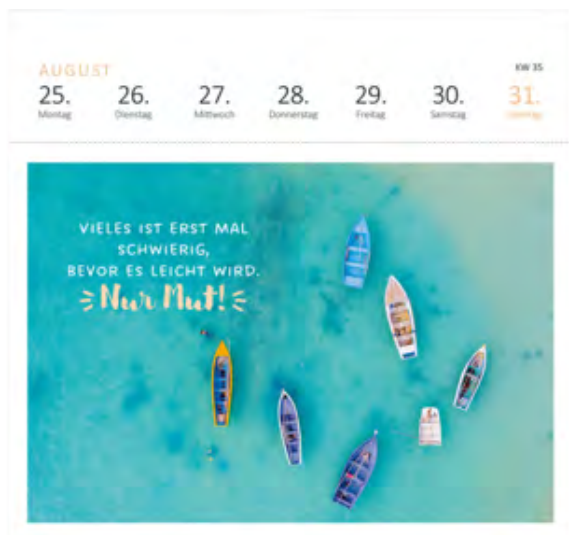 AUGUST
KW 35
25. 26. 27. 28. 29. 30. 31.
Montag Dienstag Mittwoch Donnerstag Freitag Samstag Sonntag
VIELES IST ERST MAL
SCHWIERIG,
BEVOR ES LEICHT WIRD.
Nur Mut!